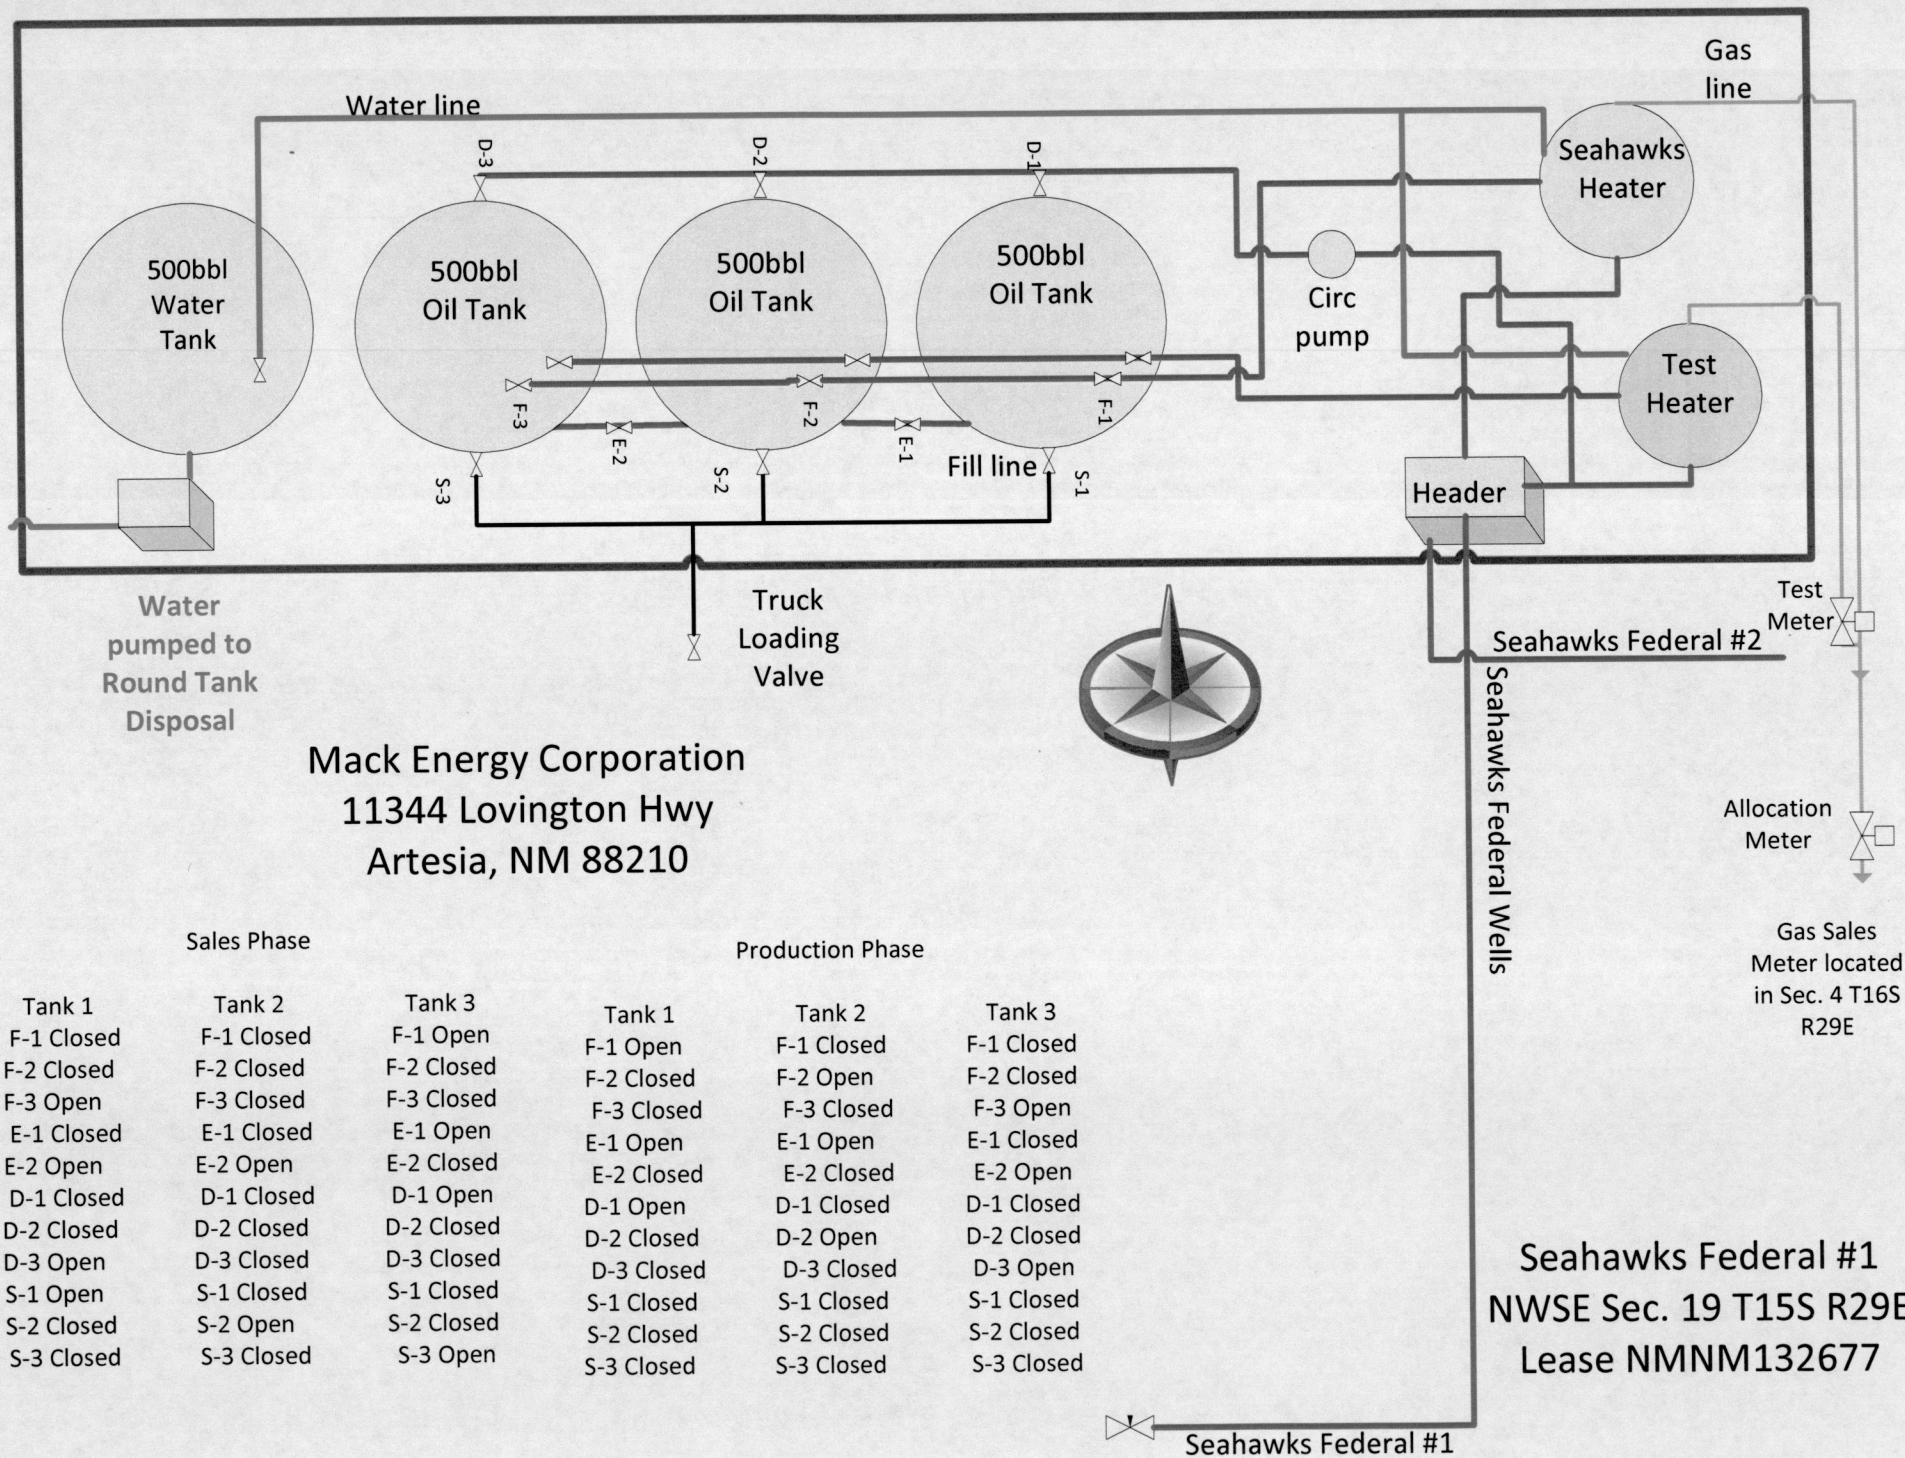 Gas
line
Water line
D-3
D-2
D-1
Seahawks
Heater
500bbl
Water
Tank
500bbl
Oil Tank
500bbl
Oil Tank
500bbl
Oil Tank
Circ
pump
Test
Heater
F-3
F-2
F-1
E-2
E-1
Fill line
S-3
S-2
S-1
Header
Water
pumped to
Round Tank
Disposal
Truck
Loading
Valve
Test
Meter
Seahawks Federal #2
Seahawks Federal Wells
Mack Energy Corporation
11344 Lovington Hwy
Artesia, NM 88210
Allocation
Meter
Gas Sales
Meter located
in Sec. 4 T16S
R29E
Sales Phase
Tank 1
F-1 Closed
F-2 Closed
F-3 Open
E-1 Closed
E-2 Open
D-1 Closed
D-2 Closed
D-3 Open
S-1 Open
S-2 Closed
S-3 Closed
Tank 2
F-1 Closed
F-2 Closed
F-3 Closed
E-1 Closed
E-2 Open
D-1 Closed
D-2 Closed
D-3 Closed
S-1 Closed
S-2 Open
S-3 Closed
Tank 3
F-1 Open
F-2 Closed
F-3 Closed
E-1 Open
E-2 Closed
D-1 Open
D-2 Closed
D-3 Closed
S-1 Closed
S-2 Closed
S-3 Open
Production Phase
Tank 1
F-1 Open
F-2 Closed
F-3 Closed
E-1 Open
E-2 Closed
D-1 Open
D-2 Closed
D-3 Closed
S-1 Closed
S-2 Closed
S-3 Closed
Tank 2
F-1 Closed
F-2 Open
F-3 Closed
E-1 Open
E-2 Closed
D-1 Closed
D-2 Open
D-3 Closed
S-1 Closed
S-2 Closed
S-3 Closed
Tank 3
F-1 Closed
F-2 Closed
F-3 Open
E-1 Closed
E-2 Open
D-1 Closed
D-2 Closed
D-3 Open
S-1 Closed
S-2 Closed
S-3 Closed
Seahawks Federal #1
NWSE Sec. 19 T15S R29E
Lease NMNM132677
Seahawks Federal #1